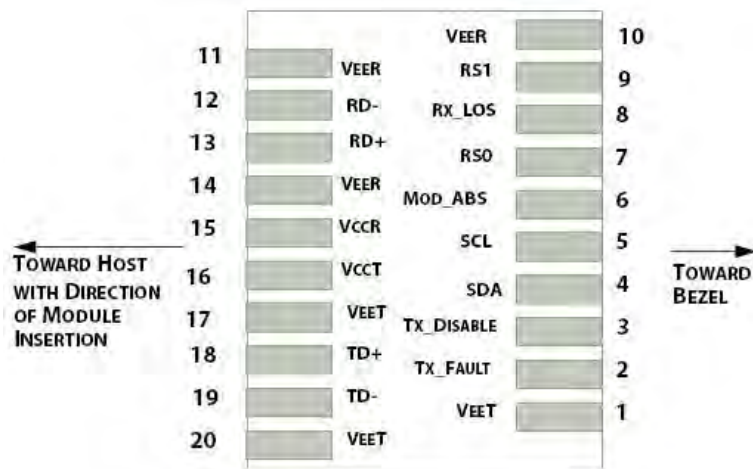 VEER 10
11 VEER
RS1 9
12 RD-
RX_LOS 8
13 RD+
RS0 7
14 VEER
MOD_ABS 6
15 VCCR
SCL 5
TOWARD HOST
WITH DIRECTION
OF MODULE
INSERTION
16 VCCT
SDA 4
TOWARD
BEZEL
17 VEET
TX_DISABLE 3
18 TD+
TX_FAULT 2
19 TD-
VEET 1
20 VEET